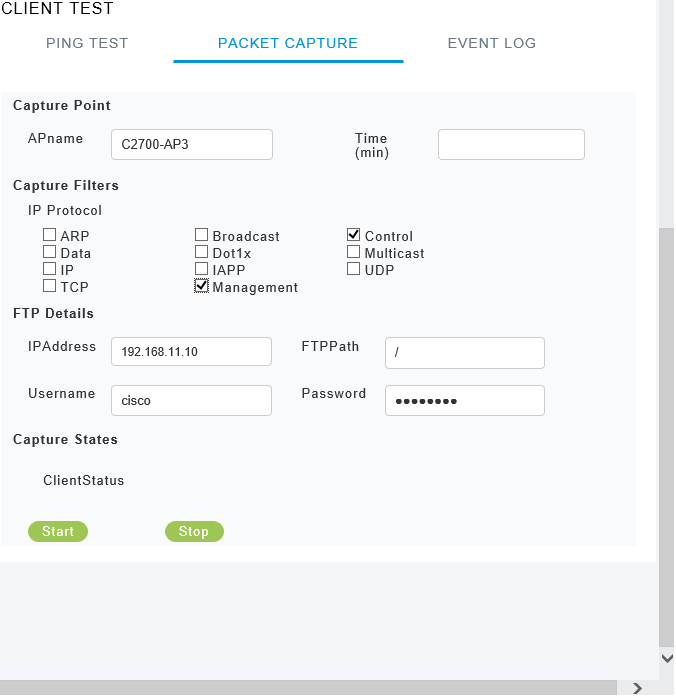 CLIENT TEST
PING TEST PACKET CAPTURE EVENT LOG
Capture Point
APname C2700-AP3 Time (min)
Capture Filters
IP Protocol
ARP Broadcast Control
Data Dot1x Multicast
IP IAPP UDP
TCP Management
FTP Details
IPAddress 192.168.11.10 FTPPath /
Username cisco Password ••••••••
Capture States
ClientStatus
Start Stop